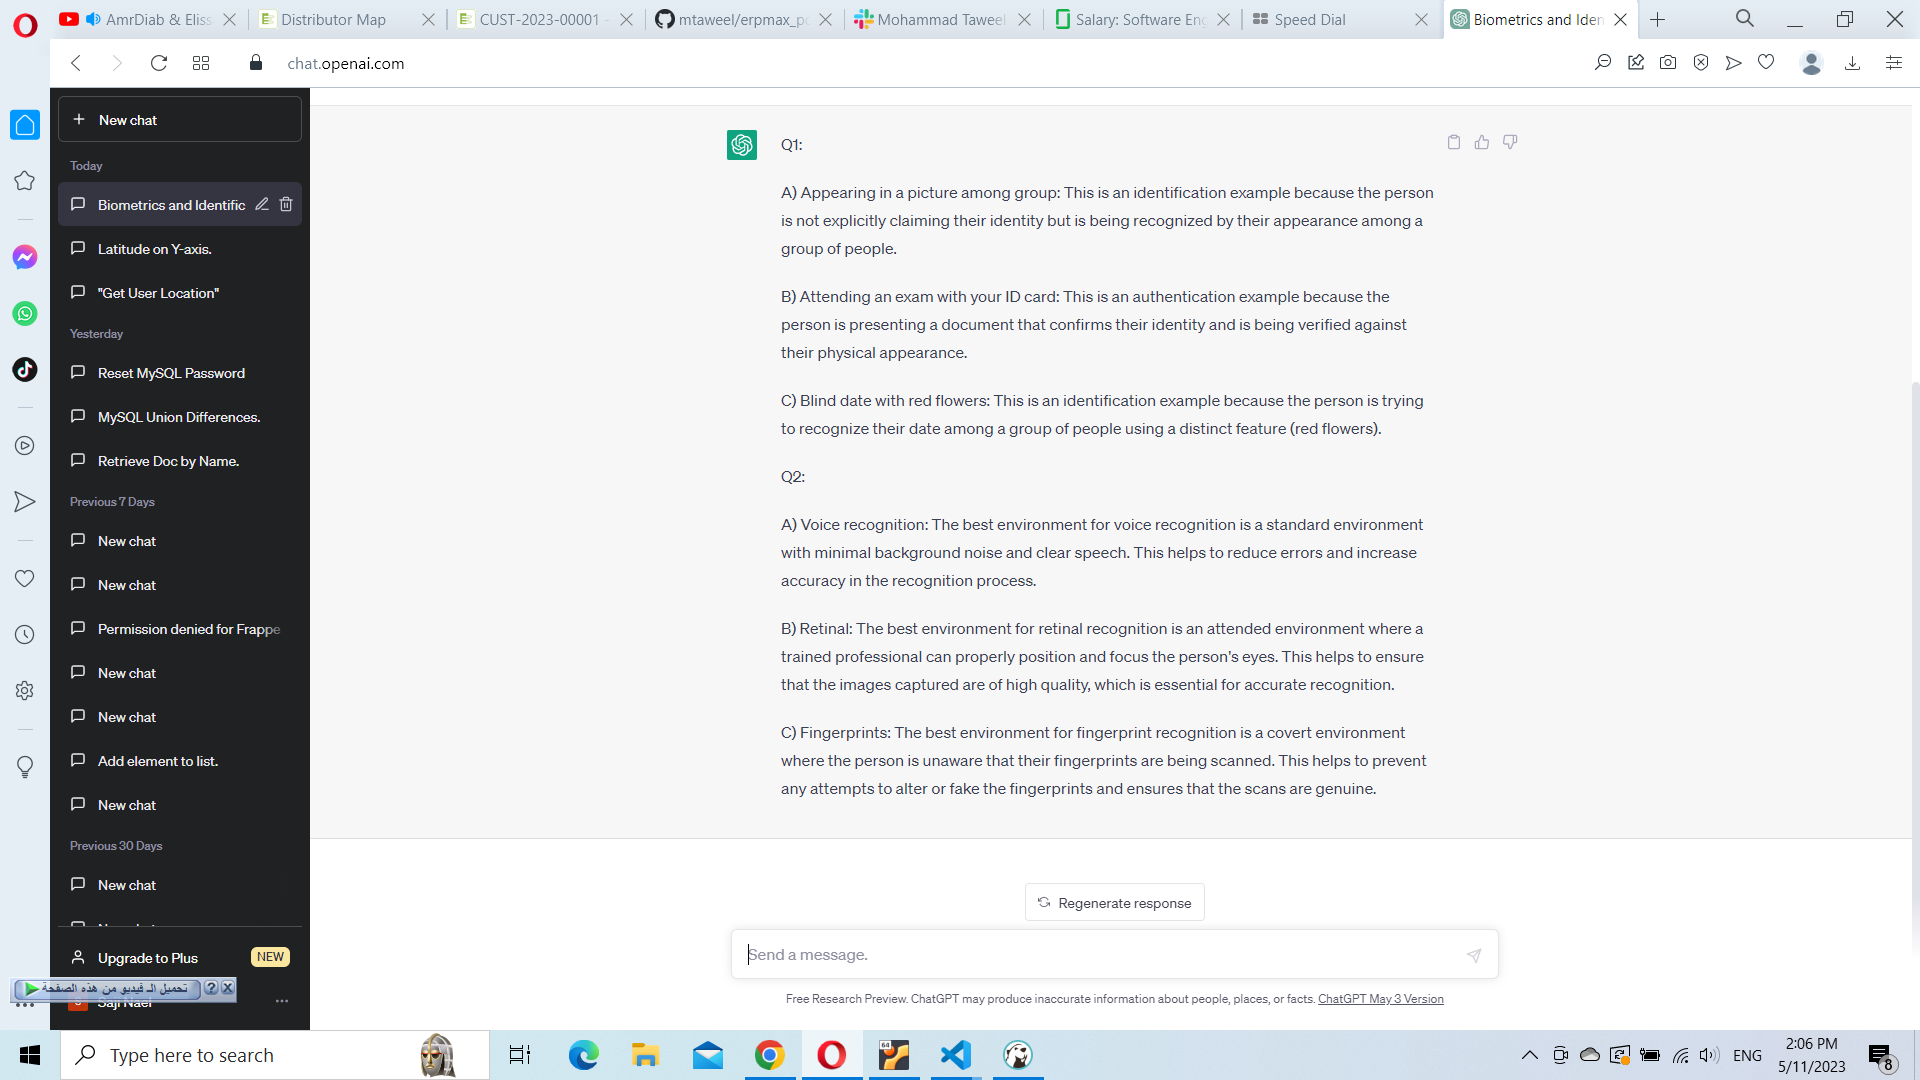 AmrDiab & Eliss
Distributor Map
CUST-2023-00001 -
mtaweel/erpmax_po
Mohammad Taweel
Salary: Software Eng
Speed Dial
Biometrics and Iden
chat.openai.com
New chat
Today
Biometrics and Identific
Latitude on Y-axis.
"Get User Location"
Yesterday
Reset MySQL Password
MySQL Union Differences.
Retrieve Doc by Name.
Previous 7 Days
New chat
New chat
Permission denied for Frappe
New chat
New chat
Add element to list.
New chat
Previous 30 Days
New chat
Upgrade to Plus
NEW
تحميل الـ فيديو من هذه الصفحة
?
Saji Nael
Q1:
A) Appearing in a picture among group: This is an identification example because the person
is not explicitly claiming their identity but is being recognized by their appearance among a
group of people.
B) Attending an exam with your ID card: This is an authentication example because the
person is presenting a document that confirms their identity and is being verified against
their physical appearance.
C) Blind date with red flowers: This is an identification example because the person is trying
to recognize their date among a group of people using a distinct feature (red flowers).
Q2:
A) Voice recognition: The best environment for voice recognition is a standard environment
with minimal background noise and clear speech. This helps to reduce errors and increase
accuracy in the recognition process.
B) Retinal: The best environment for retinal recognition is an attended environment where a
trained professional can properly position and focus the person's eyes. This helps to ensure
that the images captured are of high quality, which is essential for accurate recognition.
C) Fingerprints: The best environment for fingerprint recognition is a covert environment
where the person is unaware that their fingerprints are being scanned. This helps to prevent
any attempts to alter or fake the fingerprints and ensures that the scans are genuine.
Regenerate response
Send a message.
Free Research Preview. ChatGPT may produce inaccurate information about people, places, or facts. ChatGPT May 3 Version
Type here to search
64
ENG
2:06 PM
5/11/2023
8